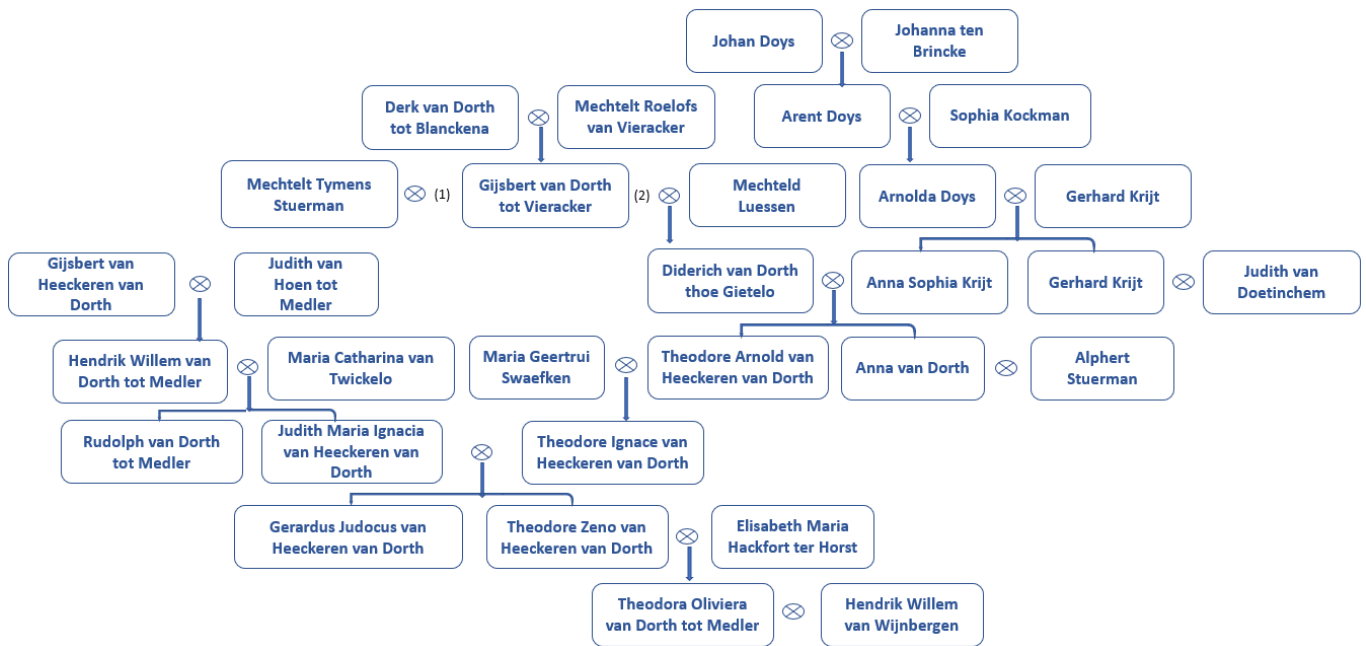 Johan Doys
Johanna ten
Brincke
Derk van Dorth
tot Blanckena
Mechtelt Roelofs
van Vieracker
Arent Doys
Sophia Kockman
Mechtelt Tymens
Stuerman
(1)
Gijsbert van Dorth
tot Vieracker
(2)
Mechteld
Luessen
Arnolda Doys
Gerhard Krijt
Gijsbert van
Heeckeren van
Dorth
Judith van
Hoen tot
Medler
Diderich van Dorth
thoe Gietelo
Anna Sophia Krijt
Gerhard Krijt
Judith van
Doetinchem
Hendrik Willem van
Dorth tot Medler
Maria Catharina van
Twickelo
Maria Geertrui
Swaefken
Theodore Arnold van
Heeckeren van Dorth
Anna van Dorth
Alphert
Stuerman
Rudolph van Dorth
tot Medler
Judith Maria Ignacia
van Heeckeren van
Dorth
Theodore Ignace van
Heeckeren van Dorth
Gerardus Judocus van
Heeckeren van Dorth
Theodore Zeno van
Heeckeren van Dorth
Elisabeth Maria
Hackfort ter Horst
Theodora Oliviera
van Dorth tot Medler
Hendrik Willem
van Wijnbergen